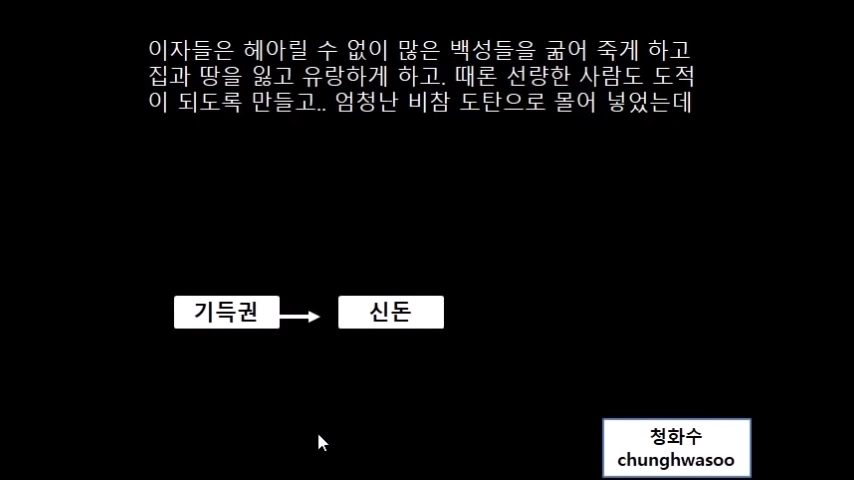 이자들은 헤아릴 수 없이 많은 백성들을 굶어 죽게 하고
집과 땅을 잃고 유랑하게 하고. 때론 선량한 사람도 도적
이 되도록 만들고.. 엄청난 비참 도탄으로 몰어 넣었는데
기득권
신돈
청화수
chunghwasoo